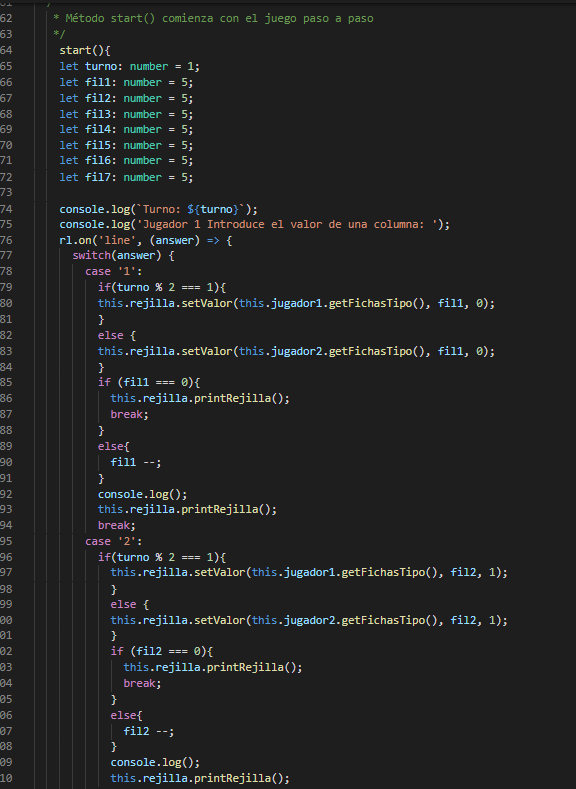 61 */
62 * Método start() comienza con el juego paso a paso
63 */
64 start(){
65 let turno: number = 1;
66 let fil1: number = 5;
67 let fil2: number = 5;
68 let fil3: number = 5;
69 let fil4: number = 5;
70 let fil5: number = 5;
71 let fil6: number = 5;
72 let fil7: number = 5;
73
74 console.log(`Turno: ${turno}`);
75 console.log('Jugador 1 Introduce el valor de una columna: ');
76 rl.on('line', (answer) => {
77 switch(answer) {
78 case '1':
79 if(turno % 2 === 1){
80 this.rejilla.setValor(this.jugador1.getFichasTipo(), fil1, 0);
81 }
82 else {
83 this.rejilla.setValor(this.jugador2.getFichasTipo(), fil1, 0);
84 }
85 if (fil1 === 0){
86 this.rejilla.printRejilla();
87 break;
88 }
89 else{
90 fil1 --;
91 }
92 console.log();
93 this.rejilla.printRejilla();
94 break;
95 case '2':
96 if(turno % 2 === 1){
97 this.rejilla.setValor(this.jugador1.getFichasTipo(), fil2, 1);
98 }
99 else {
00 this.rejilla.setValor(this.jugador2.getFichasTipo(), fil2, 1);
01 }
02 if (fil2 === 0){
03 this.rejilla.printRejilla();
04 break;
05 }
06 else{
07 fil2 --;
08 }
09 console.log();
10 this.rejilla.printRejilla();